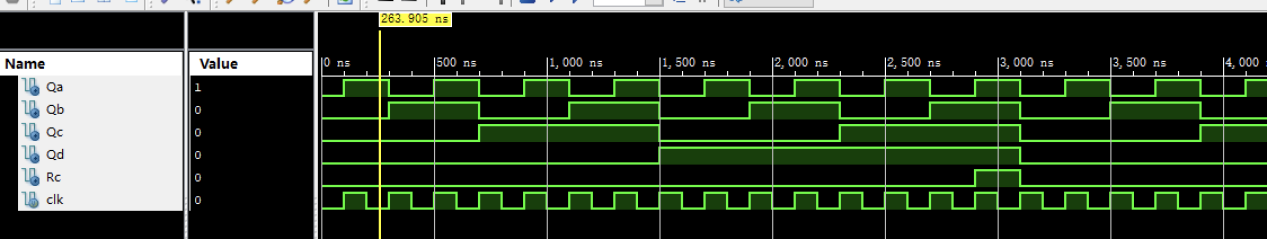 263.905 ns
Name Value
0 ns 500 ns 1,000 ns 1,500 ns 2,000 ns 2,500 ns 3,000 ns 3,500 ns 4,000
Qa 1
Qb 0
Qc 0
Qd 0
Rc 0
clk 0